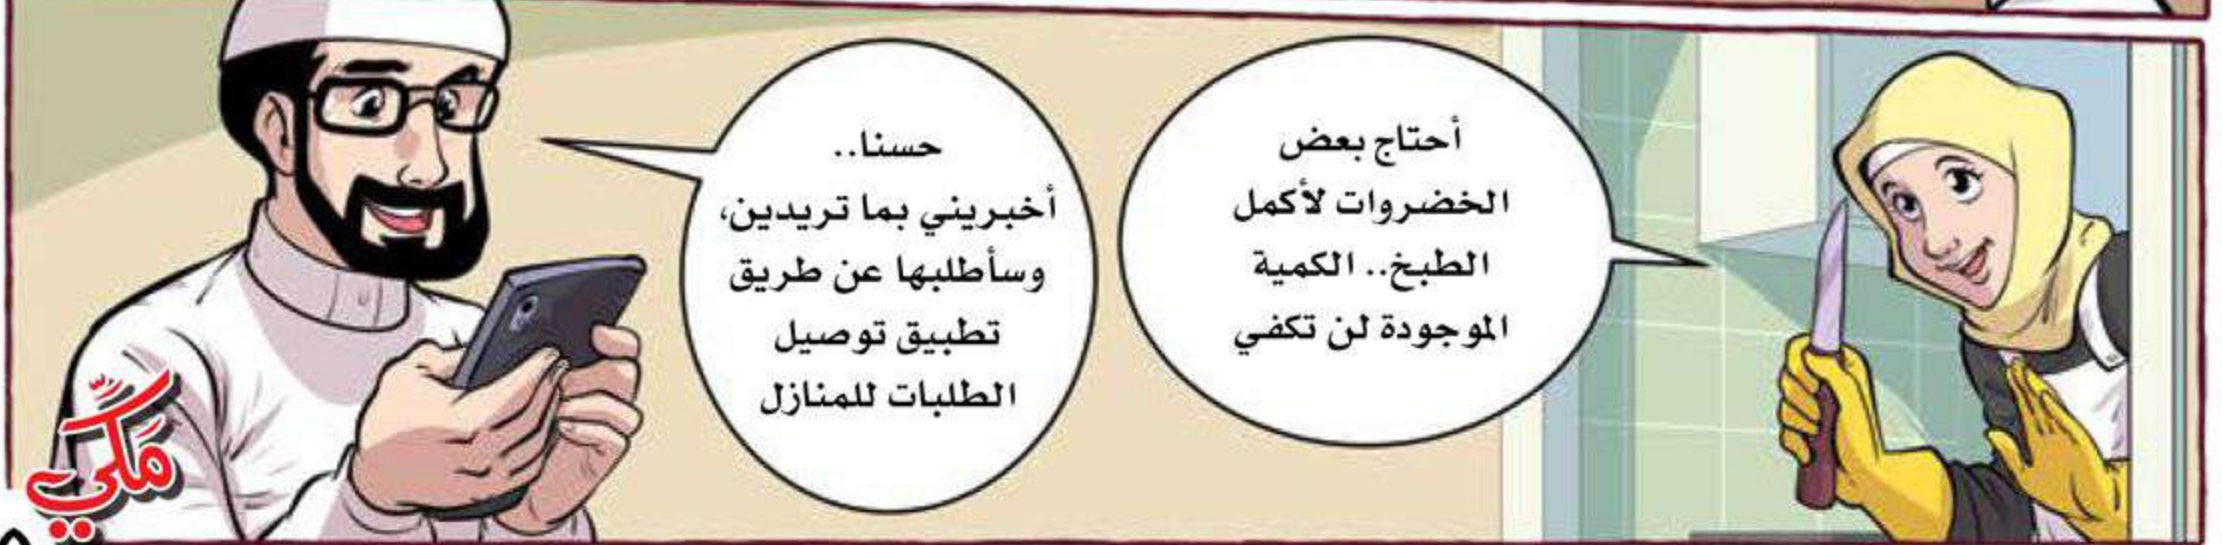 أحتاج بعض
الخضروات لأكمل
الطبخ.. الكمية
الموجودة لن تكفي
حسنا..
أخبريني بما تريدين،
وسأطلبها عن طريق
تطبيق توصيل
الطلبات للمنازل
مَكِّي